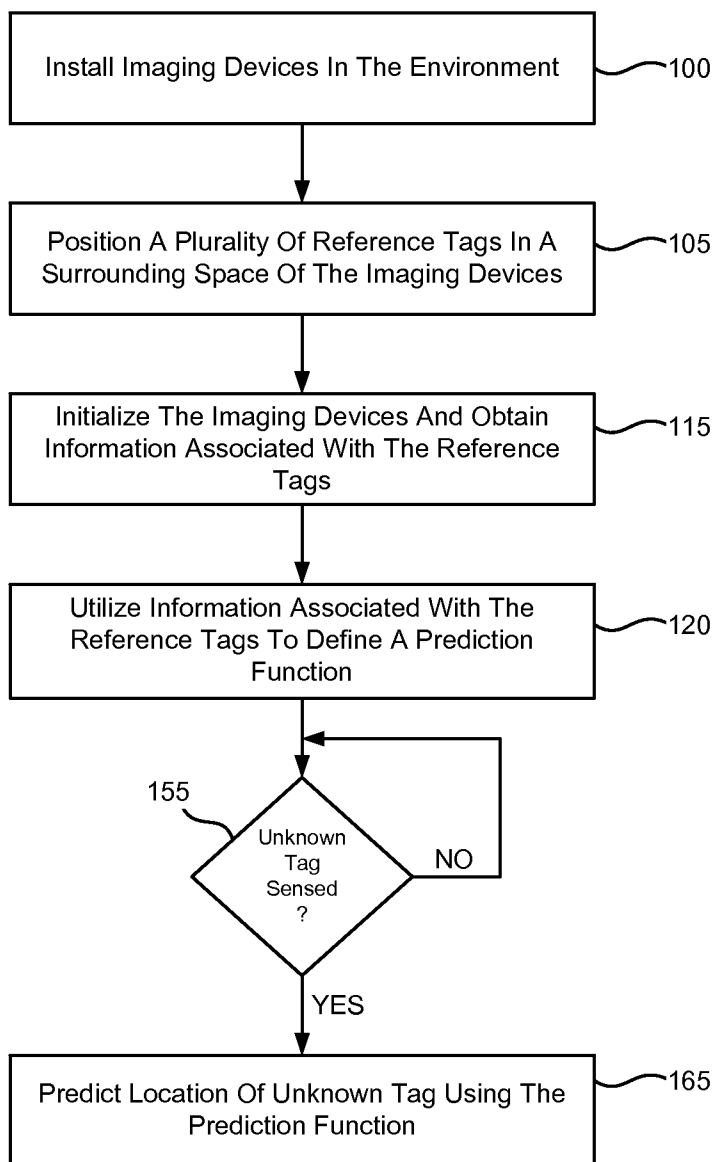 Install Imaging Devices In The Environment
100
Position A Plurality Of Reference Tags In A
Surrounding Space Of The Imaging Devices
105
Initialize The Imaging Devices And Obtain
Information Associated With The Reference
Tags
115
Utilize Information Associated With The
Reference Tags To Define A Prediction
Function
120
155
Unknown
Tag
Sensed
?
NO
YES
Predict Location Of Unknown Tag Using The
Prediction Function
165